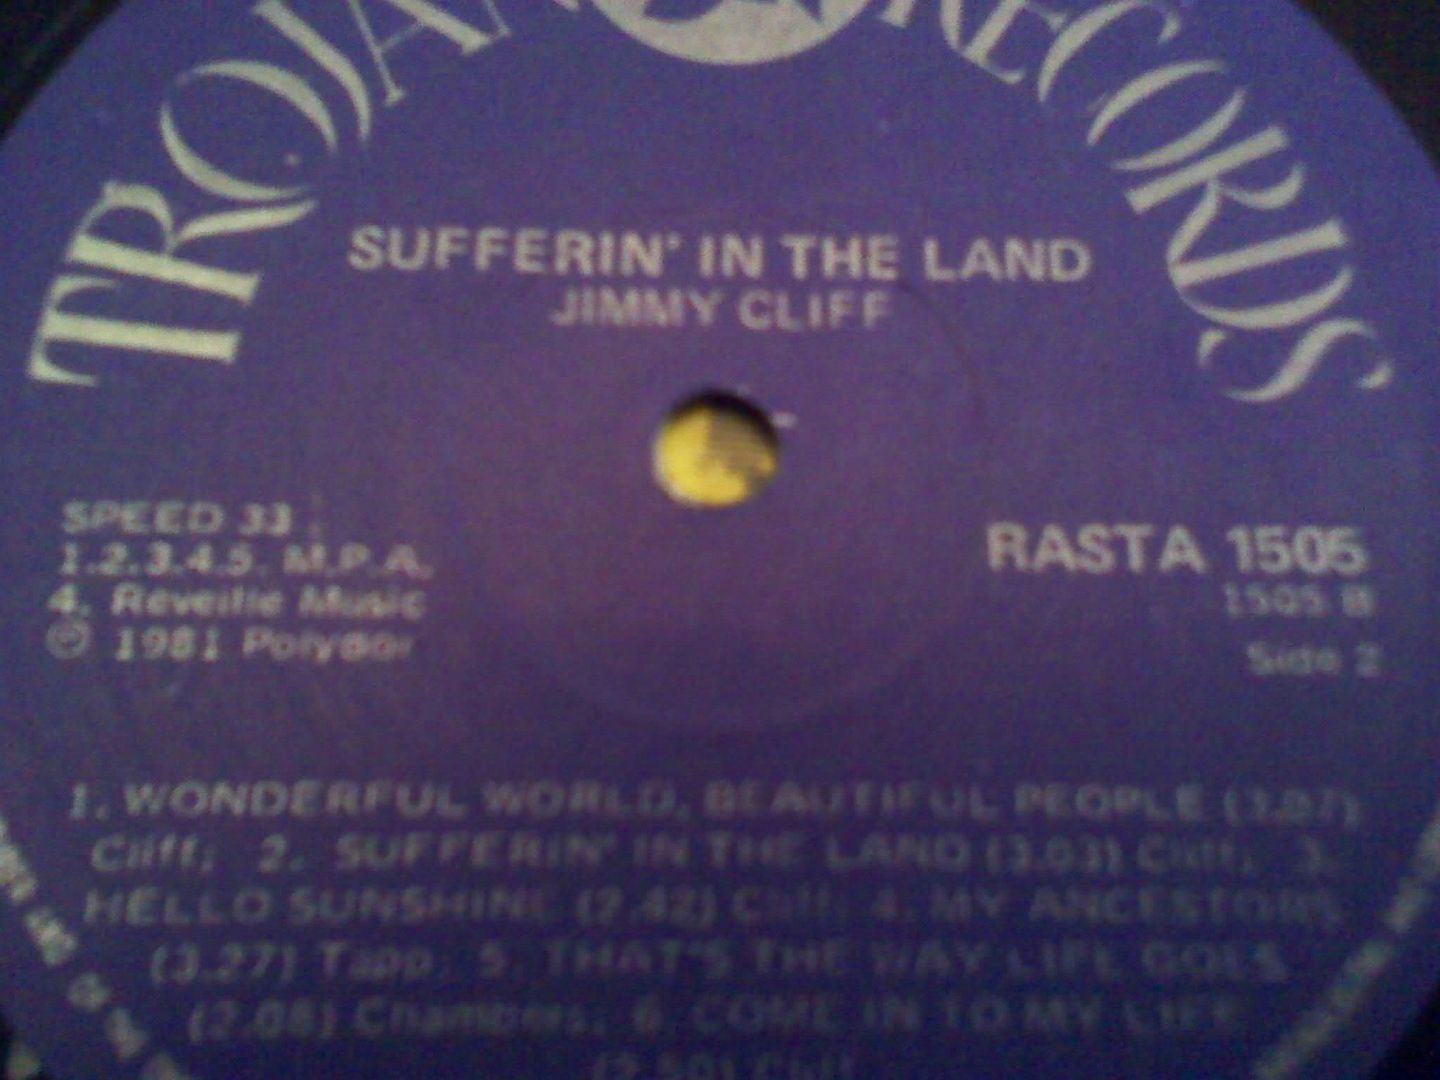 TROJAN RECORDS
SUFFERIN' IN THE LAND
JIMMY CLIFF
SPEED 33
1.2.3.4.5. M.P.A.
4. Reveille Music
Ⓟ 1981 Polydor
RASTA 1505
1505 B
Side 2
1. WONDERFUL WORLD, BEAUTIFUL PEOPLE (3.07)
Cliff; 2. SUFFERIN' IN THE LAND (3.03) Cliff; 3.
HELLO SUNSHINE (2.42) Cliff; 4. MY ANCESTORS
(3.27) Tapp; 5. THAT'S THE WAY LIFE GOES
(2.08) Chambers; 6. COME IN TO MY LIFE
(2.50) Cliff